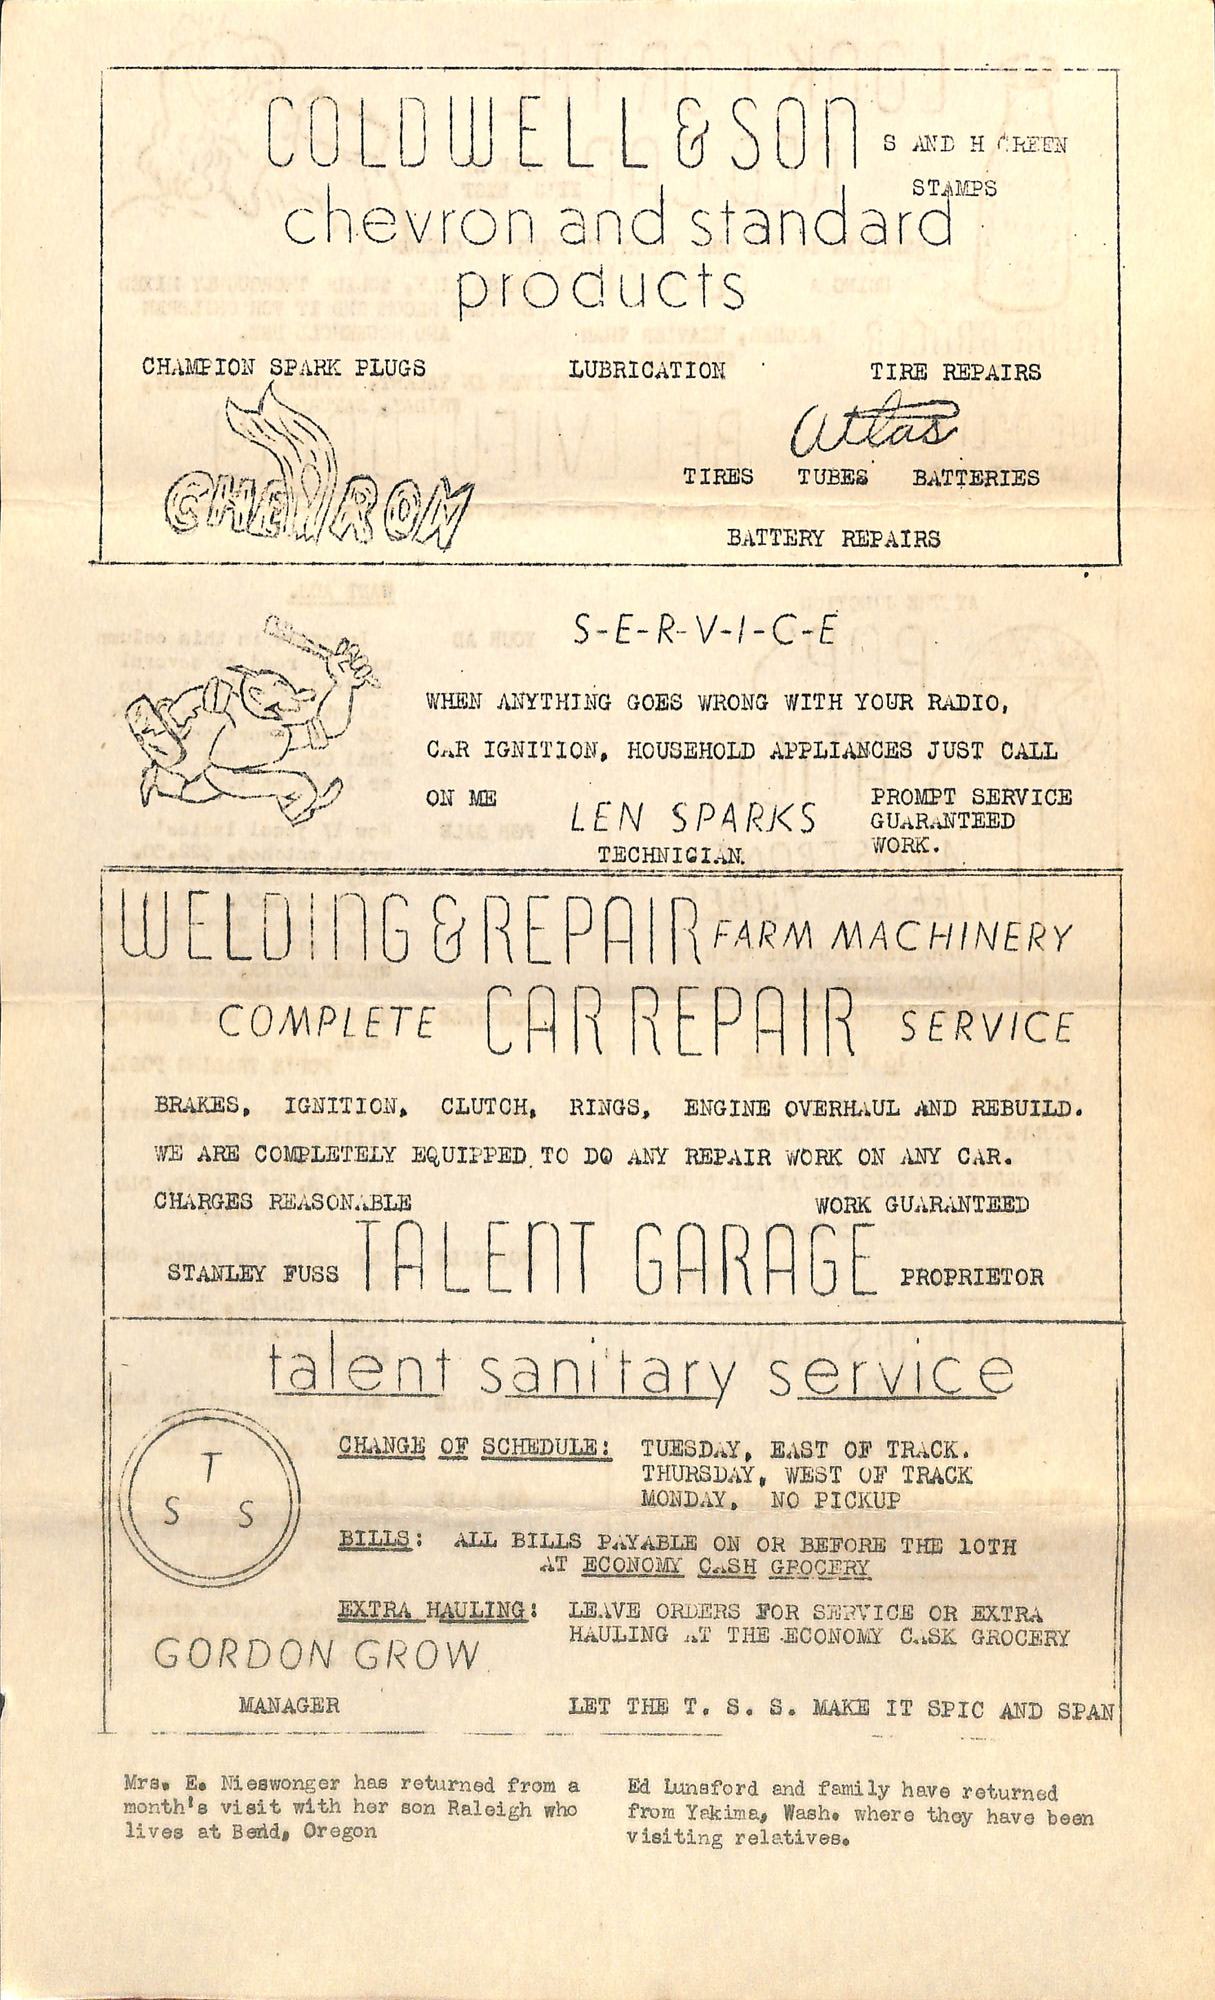 COLDWELL & SON
S AND H GREEN
STAMPS
chevron and standard
products
CHAMPION SPARK PLUGS LUBRICATION TIRE REPAIRS
Atlas
CHEVRON
TIRES TUBES BATTERIES
BATTERY REPAIRS
S-E-R-V-I-C-E
WHEN ANYTHING GOES WRONG WITH YOUR RADIO,
CAR IGNITION, HOUSEHOLD APPLIANCES JUST CALL
ON ME LEN SPARKS
TECHNICIAN.
PROMPT SERVICE
GUARANTEED
WORK.
WELDING & REPAIR FARM MACHINERY
COMPLETE CAR REPAIR SERVICE
BRAKES, IGNITION, CLUTCH, RINGS, ENGINE OVERHAUL AND REBUILD.
WE ARE COMPLETELY EQUIPPED TO DO ANY REPAIR WORK ON ANY CAR.
CHARGES REASONABLE WORK GUARANTEED
STANLEY FUSS TALENT GARAGE PROPRIETOR
talent sanitary service
T
S S
CHANGE OF SCHEDULE: TUESDAY, EAST OF TRACK.
THURSDAY, WEST OF TRACK
MONDAY, NO PICKUP
BILLS: ALL BILLS PAYABLE ON OR BEFORE THE 10TH
AT ECONOMY CASH GROCERY
EXTRA HAULING: LEAVE ORDERS FOR SERVICE OR EXTRA
HAULING AT THE ECONOMY CASK GROCERY
GORDON GROW
MANAGER LET THE T. S. S. MAKE IT SPIC AND SPAN
Mrs. E. Nieswonger has returned from a
month's visit with her son Raleigh who
lives at Bend, Oregon
Ed Lunsford and family have returned
from Yakima, Wash. where they have been
visiting relatives.